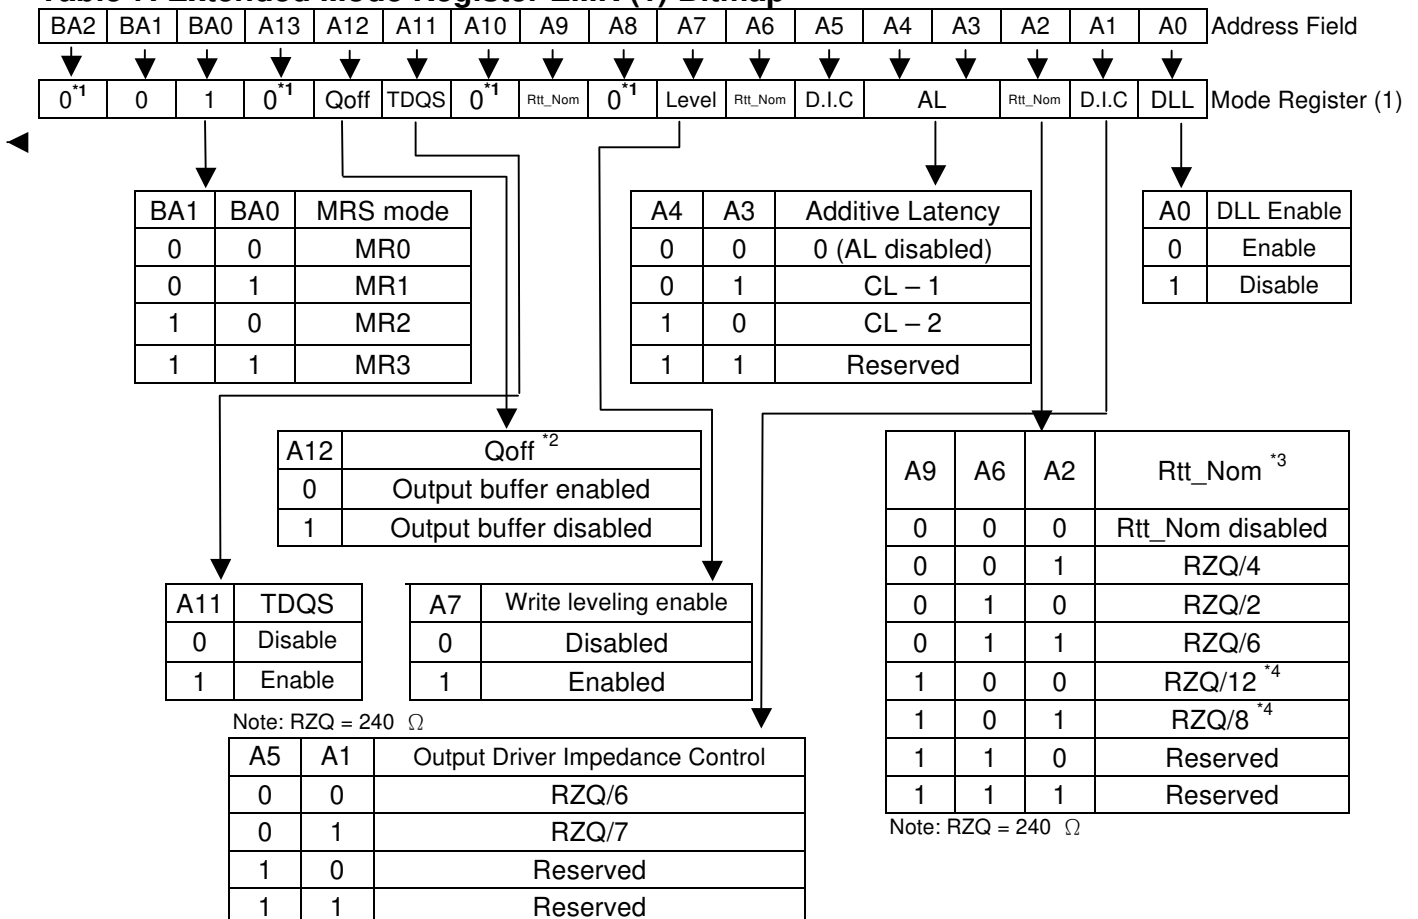 Table 7. Extended Mode Register EMR (1) Bitmap
BA2 BA1 BA0 A13 A12 A11 A10 A9 A8 A7 A6 A5 A4 A3 A2 A1 A0 Address Field
0*1 0 1 0*1 Qoff TDQS 0*1 Rtt_Nom 0*1 Level Rtt_Nom D.I.C AL Rtt_Nom D.I.C DLL Mode Register (1)
BA1 BA0 MRS mode
0 0 MR0
0 1 MR1
1 0 MR2
1 1 MR3
A4 A3 Additive Latency
0 0 0 (AL disabled)
0 1 CL – 1
1 0 CL – 2
1 1 Reserved
A0 DLL Enable
0 Enable
1 Disable
A12 Qoff *2
0 Output buffer enabled
1 Output buffer disabled
A9 A6 A2 Rtt_Nom *3
0 0 0 Rtt_Nom disabled
0 0 1 RZQ/4
0 1 0 RZQ/2
0 1 1 RZQ/6
1 0 0 RZQ/12 *4
1 0 1 RZQ/8 *4
1 1 0 Reserved
1 1 1 Reserved
Note: RZQ = 240 Ω
A11 TDQS
0 Disable
1 Enable
A7 Write leveling enable
0 Disabled
1 Enabled
Note: RZQ = 240 Ω
A5 A1 Output Driver Impedance Control
0 0 RZQ/6
0 1 RZQ/7
1 0 Reserved
1 1 Reserved